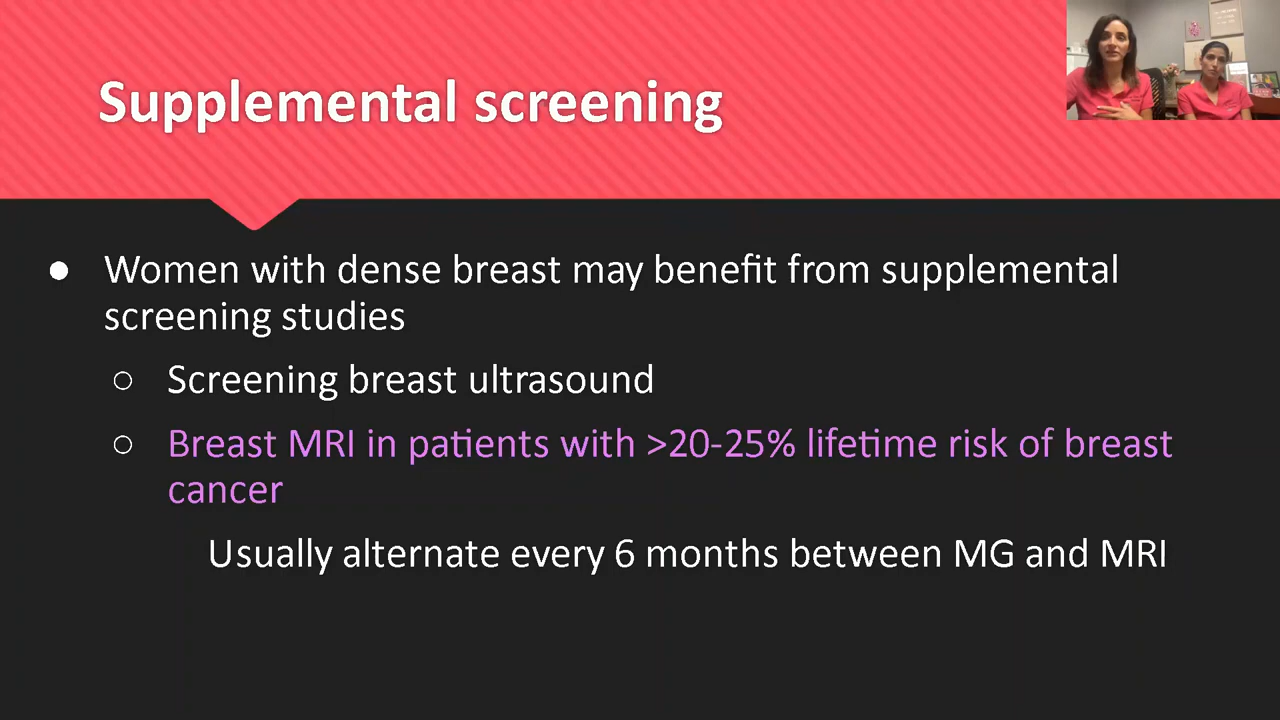 Supplemental screening
● Women with dense breast may benefit from supplemental
screening studies
○ Screening breast ultrasound
○ Breast MRI in patients with >20-25% lifetime risk of breast
cancer
Usually alternate every 6 months between MG and MRI